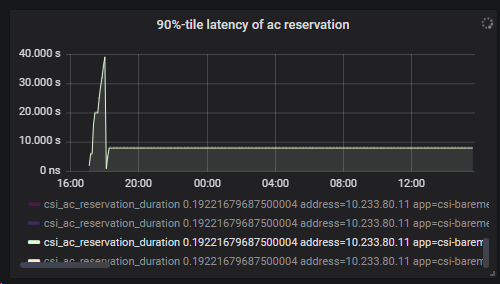 90%-tile latency of ac reservation
40.000 s
30.000 s
20.000 s
10.000 s
0 ns
16:00 20:00 00:00 04:00 08:00 12:00
csi_ac_reservation_duration 0.19221679687500004 address=10.233.80.11 app=csi-barem
csi_ac_reservation_duration 0.19221679687500004 address=10.233.80.11 app=csi-barem
csi_ac_reservation_duration 0.19221679687500004 address=10.233.80.11 app=csi-barem
csi_ac_reservation_duration 0.19221679687500004 address=10.233.80.11 app=csi-barem